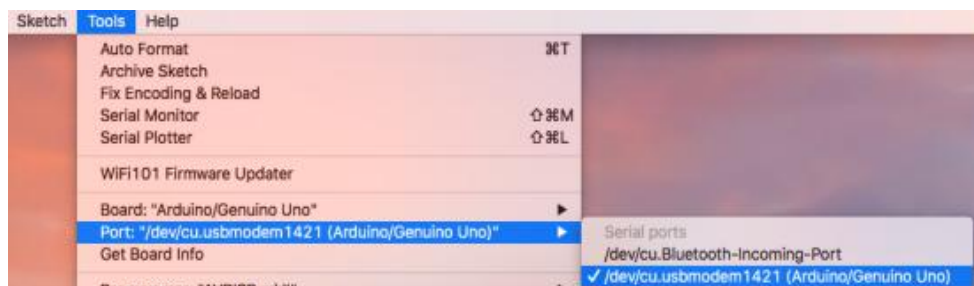 Sketch Tools Help
Auto Format ⌘T
Archive Sketch
Fix Encoding & Reload
Serial Monitor ⇧⌘M
Serial Plotter ⇧⌘L
WiFi101 Firmware Updater
Board: "Arduino/Genuino Uno" ▶
Port: "/dev/cu.usbmodem1421 (Arduino/Genuino Uno)" ▶
Get Board Info
Serial ports
/dev/cu.Bluetooth-Incoming-Port
✓ /dev/cu.usbmodem1421 (Arduino/Genuino Uno)